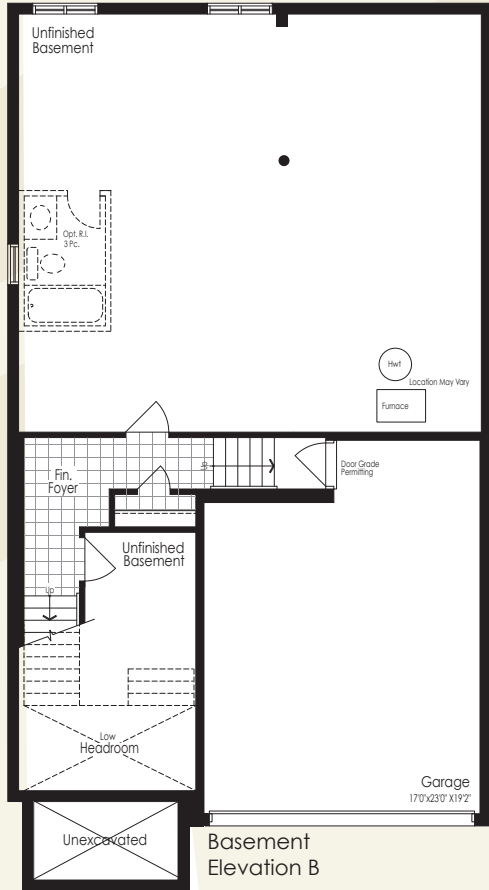 Unfinished
Basement
Opt. R.I.
3 Pc.
Hwt
Location May Vary
Furnace
Up
Door Grade
Permitting
Fin.
Foyer
Unfinished
Basement
Up
Low
Headroom
Garage
17'0"x23'0" X19'2"
Unexcavated
Basement
Elevation B